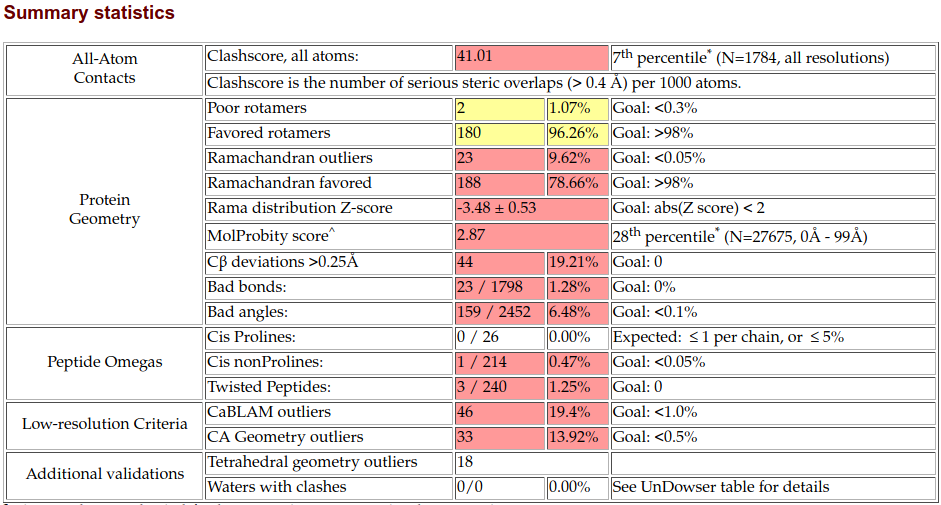 Summary statistics
All-Atom Contacts Clashscore, all atoms: 41.01 7th percentile* (N=1784, all resolutions)
Clashscore is the number of serious steric overlaps (> 0.4 Å) per 1000 atoms.
Protein Geometry Poor rotamers 2 1.07% Goal: <0.3%
Favored rotamers 180 96.26% Goal: >98%
Ramachandran outliers 23 9.62% Goal: <0.05%
Ramachandran favored 188 78.66% Goal: >98%
Rama distribution Z-score -3.48 ± 0.53 Goal: abs(Z score) < 2
MolProbity score^ 2.87 28th percentile* (N=27675, 0Å - 99Å)
Cβ deviations >0.25Å 44 19.21% Goal: 0
Bad bonds: 23 / 1798 1.28% Goal: 0%
Bad angles: 159 / 2452 6.48% Goal: <0.1%
Peptide Omegas Cis Prolines: 0 / 26 0.00% Expected: ≤ 1 per chain, or ≤ 5%
Cis nonProlines: 1 / 214 0.47% Goal: <0.05%
Twisted Peptides: 3 / 240 1.25% Goal: 0
Low-resolution Criteria CaBLAM outliers 46 19.4% Goal: <1.0%
CA Geometry outliers 33 13.92% Goal: <0.5%
Additional validations Tetrahedral geometry outliers 18
Waters with clashes 0/0 0.00% See UnDowser table for details